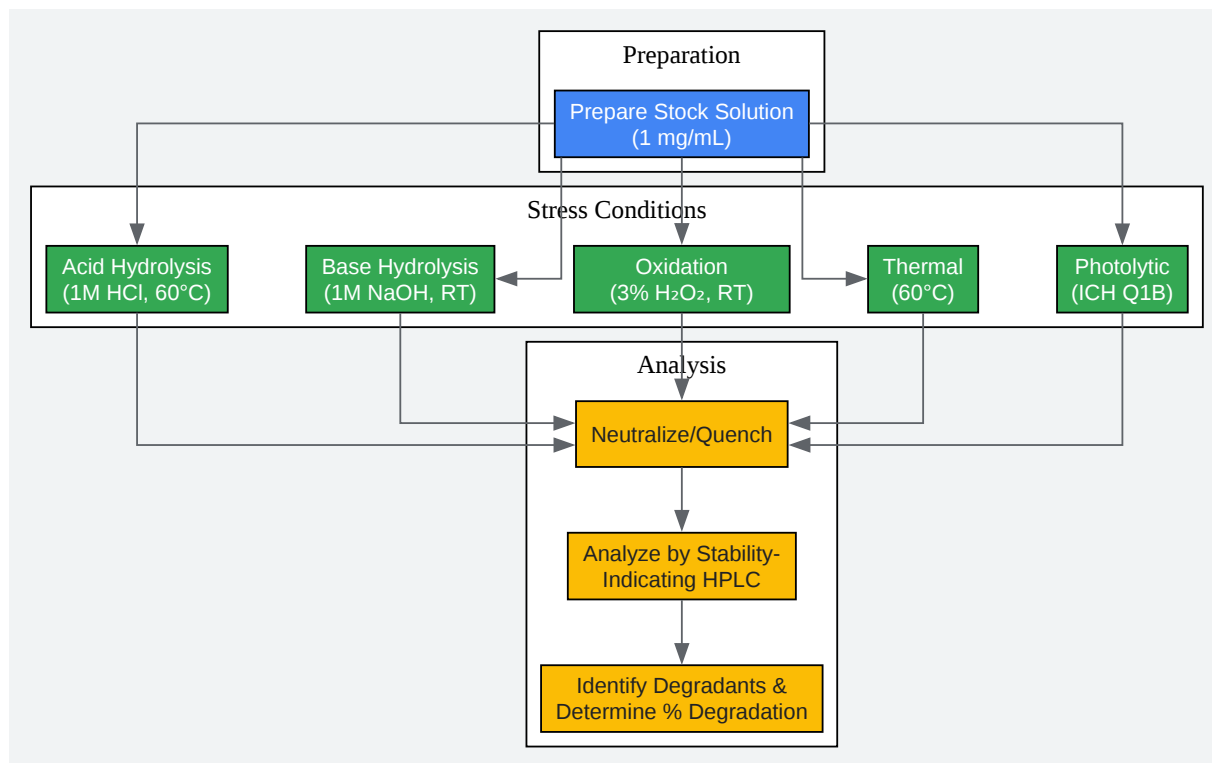 Preparation
Prepare Stock Solution
(1 mg/mL)
Stress Conditions
Acid Hydrolysis
(1M HCl, 60°C)
Base Hydrolysis
(1M NaOH, RT)
Oxidation
(3% H₂O₂, RT)
Thermal
(60°C)
Photolytic
(ICH Q1B)
Analysis
Neutralize/Quench
Analyze by Stability-
Indicating HPLC
Identify Degradants &
Determine % Degradation